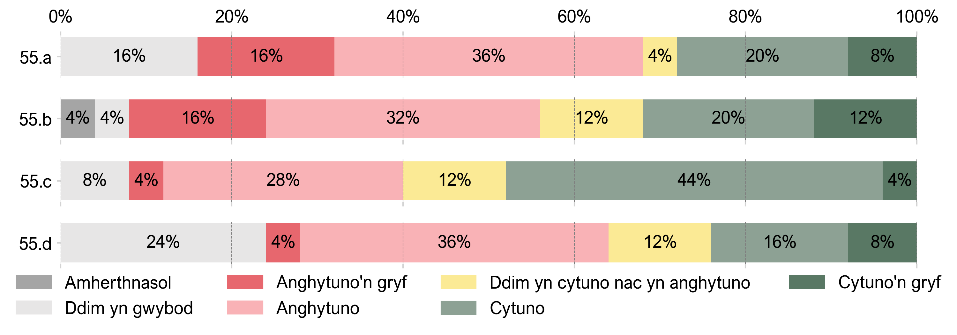 0% 20% 40% 60% 80% 100%
55.a 16% 16% 36% 4% 20% 8%
55.b 4% 4% 16% 32% 12% 20% 12%
55.c 8% 4% 28% 12% 44% 4%
55.d 24% 4% 36% 12% 16% 8%
Amherthnasol Anghytuno'n gryf Ddim yn cytuno nac yn anghytuno Cytuno'n gryf
Ddim yn gwybod Anghytuno Cytuno